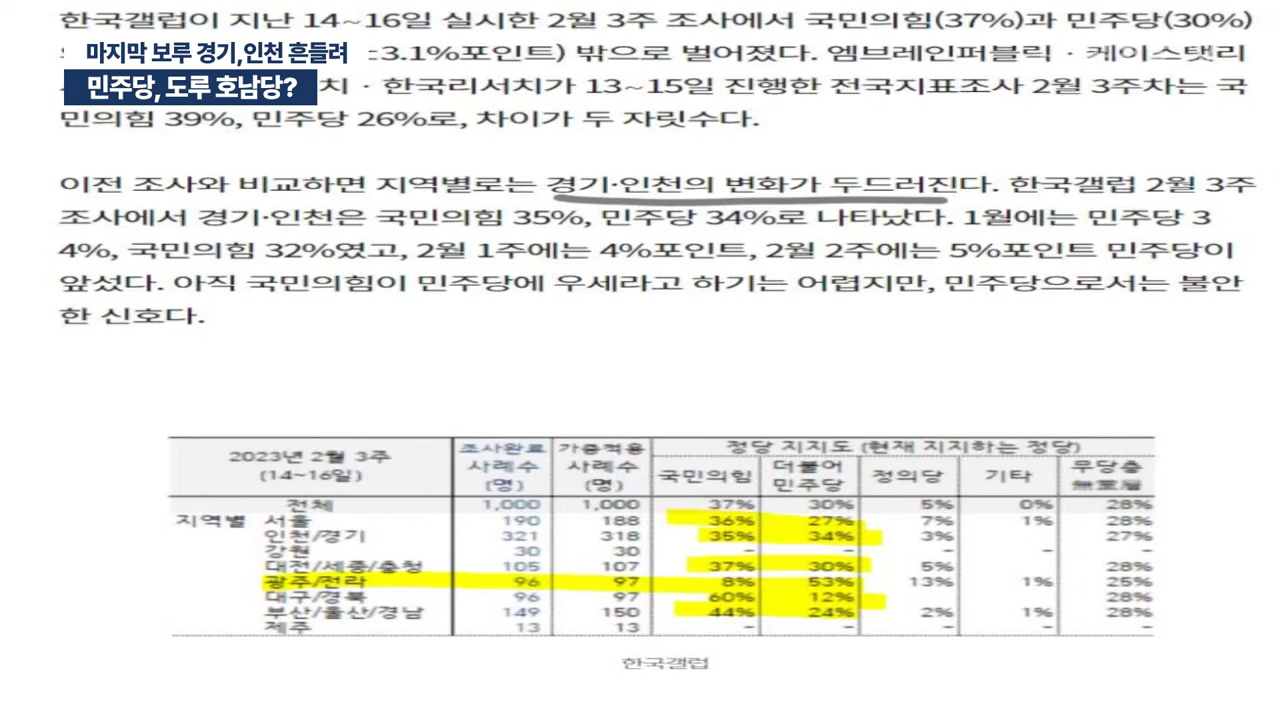 한국갤럽이 지난 14~16일 실시한 2월 3주 조사에서 국민의힘(37%)과 민주당(30%)
마지막 보루 경기,인천 흔들려
±3.1%포인트) 밖으로 벌어졌다. 엠브레인퍼블릭·케이스탯리
민주당, 도루 호남당?
치·한국리서치가 13~15일 진행한 전국지표조사 2월 3주차는 국
민의힘 39%, 민주당 26%로, 차이가 두 자릿수다.
이전 조사와 비교하면 지역별로는 경기·인천의 변화가 두드러진다. 한국갤럽 2월 3주
조사에서 경기·인천은 국민의힘 35%, 민주당 34%로 나타났다. 1월에는 민주당 3
4%, 국민의힘 32%였고, 2월 1주에는 4%포인트, 2월 2주에는 5%포인트 민주당이
앞섰다. 아직 국민의힘이 민주당에 우세라고 하기는 어렵지만, 민주당으로서는 불안
한 신호다.
2023년 2월 3주 (14~16일) 조사완료 사례수 (명) 가중적용 사례수 (명) 정당 지지도 (현재 지지하는 정당)
국민의힘 더불어 민주당 정의당 기타 무당층
전체 1,000 1,000 37% 30% 5% 0% 28%
지역별 서울 190 188 36% 27% 7% 1% 28%
인천/경기 321 318 35% 34% 3% - 27%
강원 30 30 - - - - -
대전/세종/충청 105 107 37% 30% 5% 28%
광주/전라 96 97 8% 53% 13% 1% 25%
대구/경북 96 97 60% 12% 28%
부산/울산/경남 149 150 44% 24% 2% 1% 28%
제주 13 13 - - - - -
한국갤럽